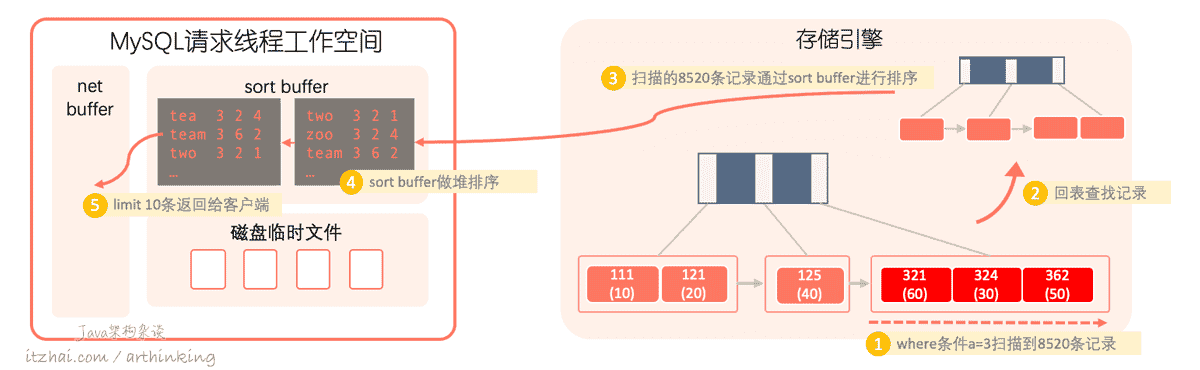 MySQL请求线程工作空间
net
buffer
sort buffer
tea 3 2 4
team 3 6 2
two 3 2 1
…
two 3 2 1
zoo 3 2 4
team 3 6 2
…
4 sort buffer做堆排序
5 limit 10条返回给客户端
磁盘临时文件
Java架构杂谈
itzhai.com / arthinking
存储引擎
3 扫描的8520条记录通过sort buffer进行排序
2 回表查找记录
111
(10)
121
(20)
125
(40)
321
(60)
324
(30)
362
(50)
1 where条件a=3扫描到8520条记录